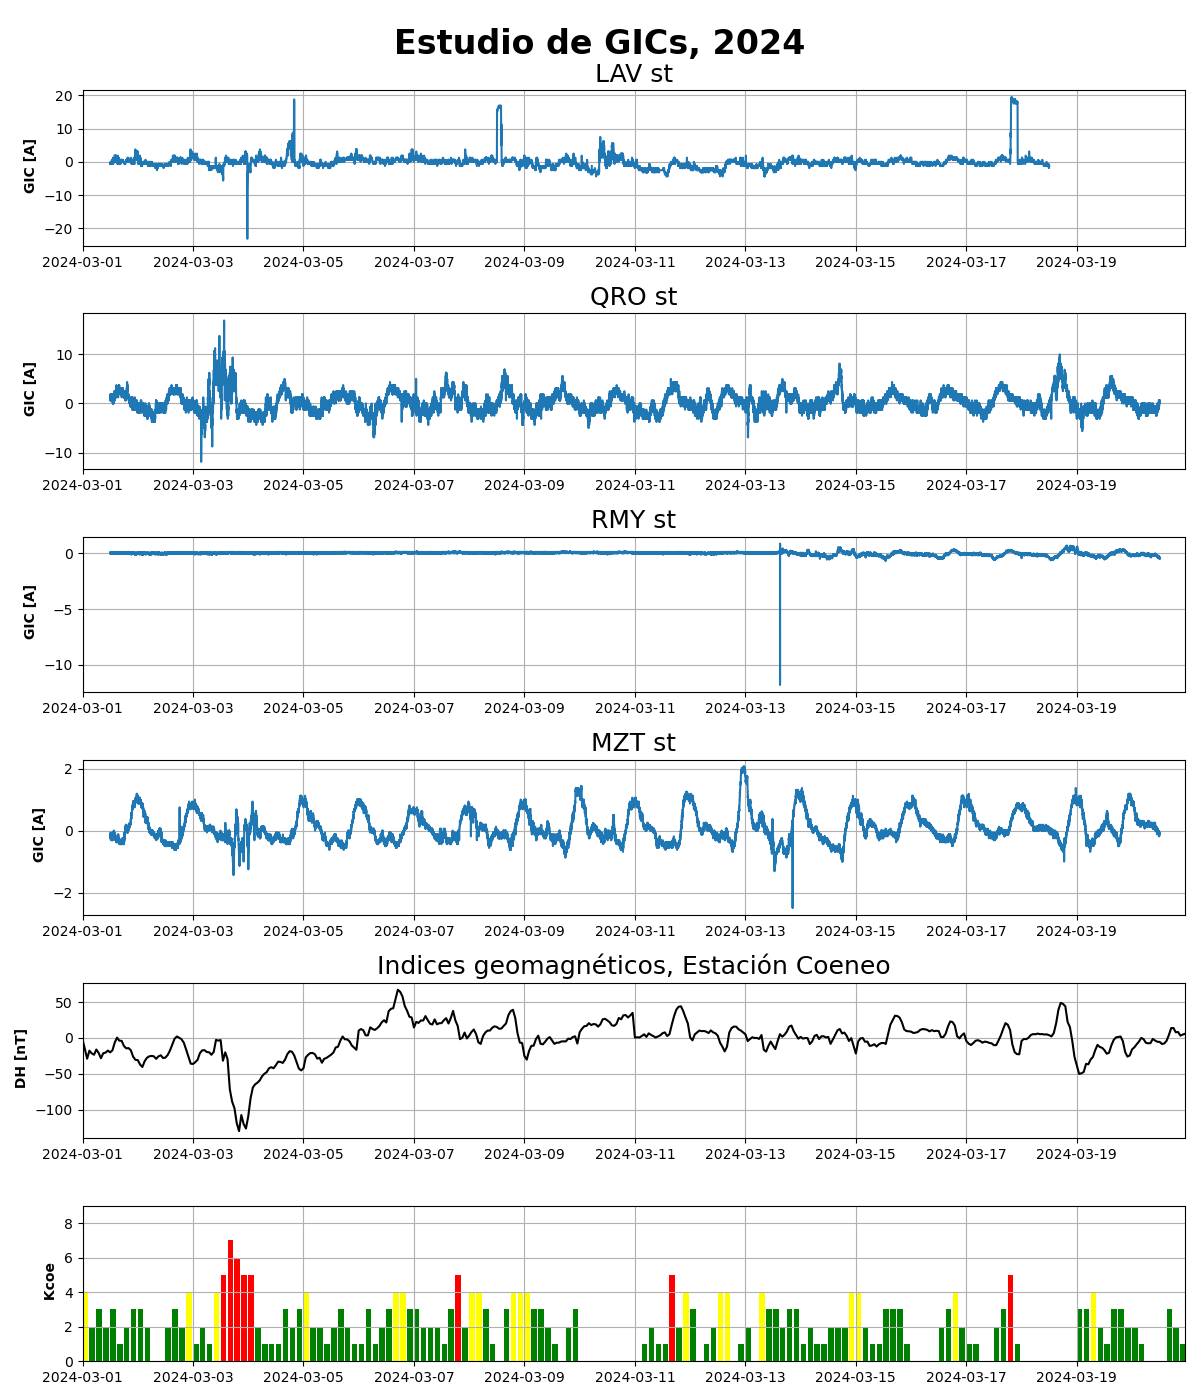 Estudio de GICs, 2024
LAV st
GIC [A]
20
10
0
−10
−20
2024-03-01 2024-03-03 2024-03-05 2024-03-07 2024-03-09 2024-03-11 2024-03-13 2024-03-15 2024-03-17 2024-03-19
QRO st
GIC [A]
10
0
−10
2024-03-01 2024-03-03 2024-03-05 2024-03-07 2024-03-09 2024-03-11 2024-03-13 2024-03-15 2024-03-17 2024-03-19
RMY st
GIC [A]
0
−5
−10
2024-03-01 2024-03-03 2024-03-05 2024-03-07 2024-03-09 2024-03-11 2024-03-13 2024-03-15 2024-03-17 2024-03-19
MZT st
GIC [A]
2
0
−2
2024-03-01 2024-03-03 2024-03-05 2024-03-07 2024-03-09 2024-03-11 2024-03-13 2024-03-15 2024-03-17 2024-03-19
Indices geomagnéticos, Estación Coeneo
DH [nT]
50
0
−50
−100
2024-03-01 2024-03-03 2024-03-05 2024-03-07 2024-03-09 2024-03-11 2024-03-13 2024-03-15 2024-03-17 2024-03-19
Kcoe
8
6
4
2
0
2024-03-01 2024-03-03 2024-03-05 2024-03-07 2024-03-09 2024-03-11 2024-03-13 2024-03-15 2024-03-17 2024-03-19